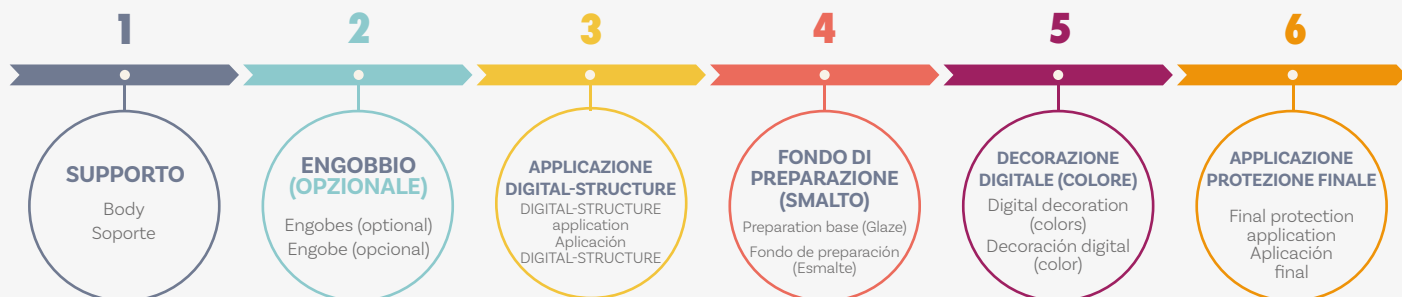 1
SUPPORTO
Body
Soporte
2
ENGOBBIO
(OPZIONALE)
Engobes (optional)
Engobe (opcional)
3
APPLICAZIONE
DIGITAL-STRUCTURE
DIGITAL-STRUCTURE
application
Aplicación
DIGITAL-STRUCTURE
4
FONDO DI
PREPARAZIONE
(SMALTO)
Preparation base (Glaze)
Fondo de preparación
(Esmalte)
5
DECORAZIONE
DIGITALE (COLORE)
Digital decoration
(colors)
Decoración digital
(color)
6
APPLICAZIONE
PROTEZIONE FINALE
Final protection
application
Aplicación
final